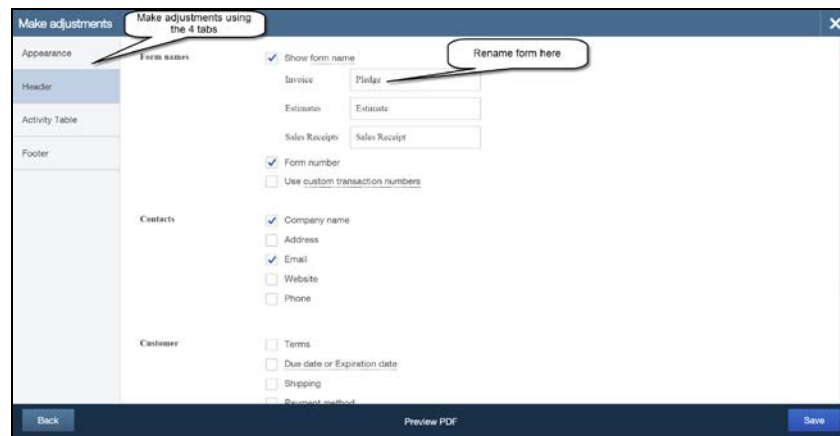 Make adjustments
Make adjustments using
the 4 tabs
Appearance
Header
Activity Table
Footer
Form names
Show form name
Rename form here
Invoice
Pledge
Estimates
Estimate
Sales Receipts
Sales Receipt
Form number
Use custom transaction numbers
Contacts
Company name
Address
Email
Website
Phone
Customer
Terms
Due date or Expiration date
Shipping
Payment method
Back
Preview PDF
Save